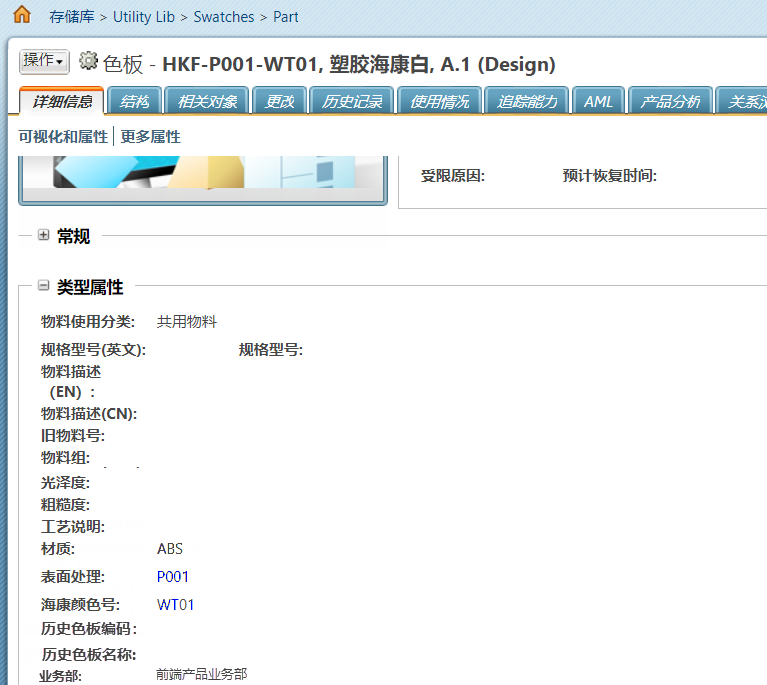 存储库 > Utility Lib > Swatches > Part
操作 色板 - HKF-P001-WT01, 塑胶海康白, A.1 (Design)
详细信息 结构 相关对象 更改 历史记录 使用情况 追踪能力 AML 产品分析 关系
可视化和属性 更多属性
受限原因: 预计恢复时间:
常规
类型属性
物料使用分类: 共用物料
规格型号(英文): 规格型号:
物料描述
（EN）:
物料描述(CN):
旧物料号:
物料组:
光泽度:
粗糙度:
工艺说明:
材质: ABS
表面处理: P001
海康颜色号: WT01
历史色板编码:
历史色板名称:
业务部: 前端产品业务部